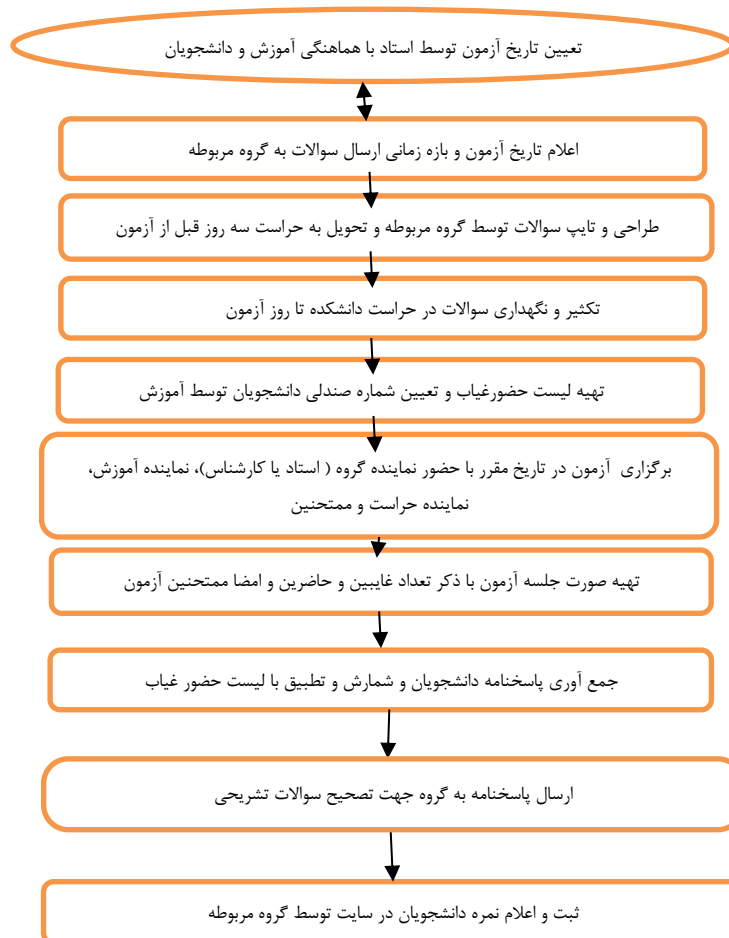 تعیین تاریخ آزمون توسط استاد با هماهنگی آموزش و دانشجویان
اعلام تاریخ آزمون و بازه زمانی ارسال سوالات به گروه مربوطه
طراحی و تایپ سوالات توسط گروه مربوطه و تحویل به حراست سه روز قبل از آزمون
تکثیر و نگهداری سوالات در حراست دانشکده تا روز آزمون
تهیه لیست حضورغیاب و تعیین شماره صندلی دانشجویان توسط آموزش
برگزاری آزمون در تاریخ مقرر با حضور نماینده گروه ( استاد یا کارشناس)، نماینده آموزش،
نماینده حراست و ممتحنین
تهیه صورت جلسه آزمون با ذکر تعداد غایبین و حاضرین و امضا ممتحنین آزمون
جمع آوری پاسخنامه دانشجویان و شمارش و تطبیق با لیست حضور غیاب
ارسال پاسخنامه به گروه جهت تصحیح سوالات تشریحی
ثبت و اعلام نمره دانشجویان در سایت توسط گروه مربوطه